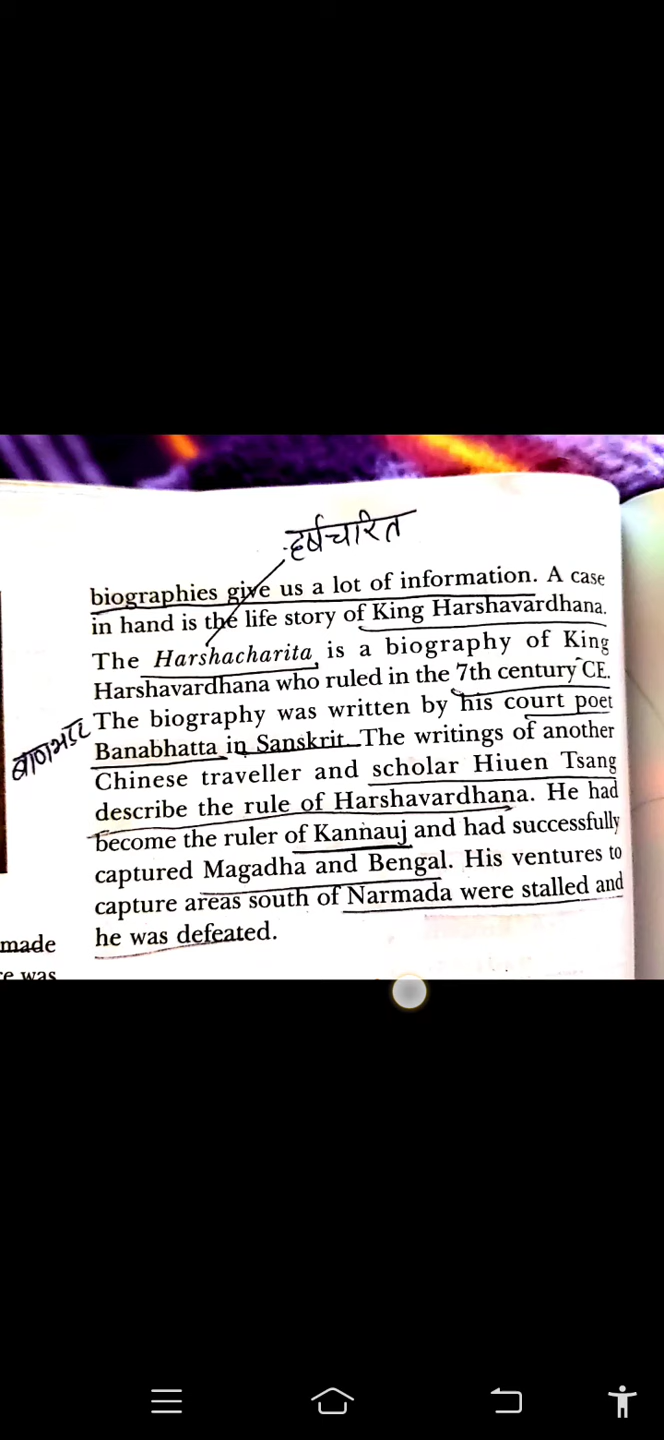 हर्षचरित
biographies give us a lot of information. A case
in hand is the life story of King Harshavardhana.
The Harshacharita is a biography of King
Harshavardhana who ruled in the 7th century CE.
The biography was written by his court poet
बाणभट्ट
Banabhatta in Sanskrit. The writings of another
Chinese traveller and scholar Hiuen Tsang
describe the rule of Harshavardhana. He had
become the ruler of Kannauj and had successfully
captured Magadha and Bengal. His ventures to
capture areas south of Narmada were stalled and
he was defeated.
made
was